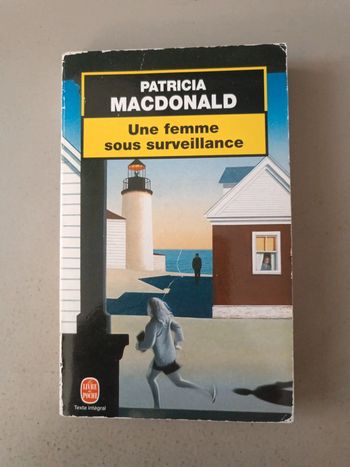 PATRICIA
MACDONALD
Une femme
sous surveillance
LE LIVRE
DE POCHE
Texte intégral